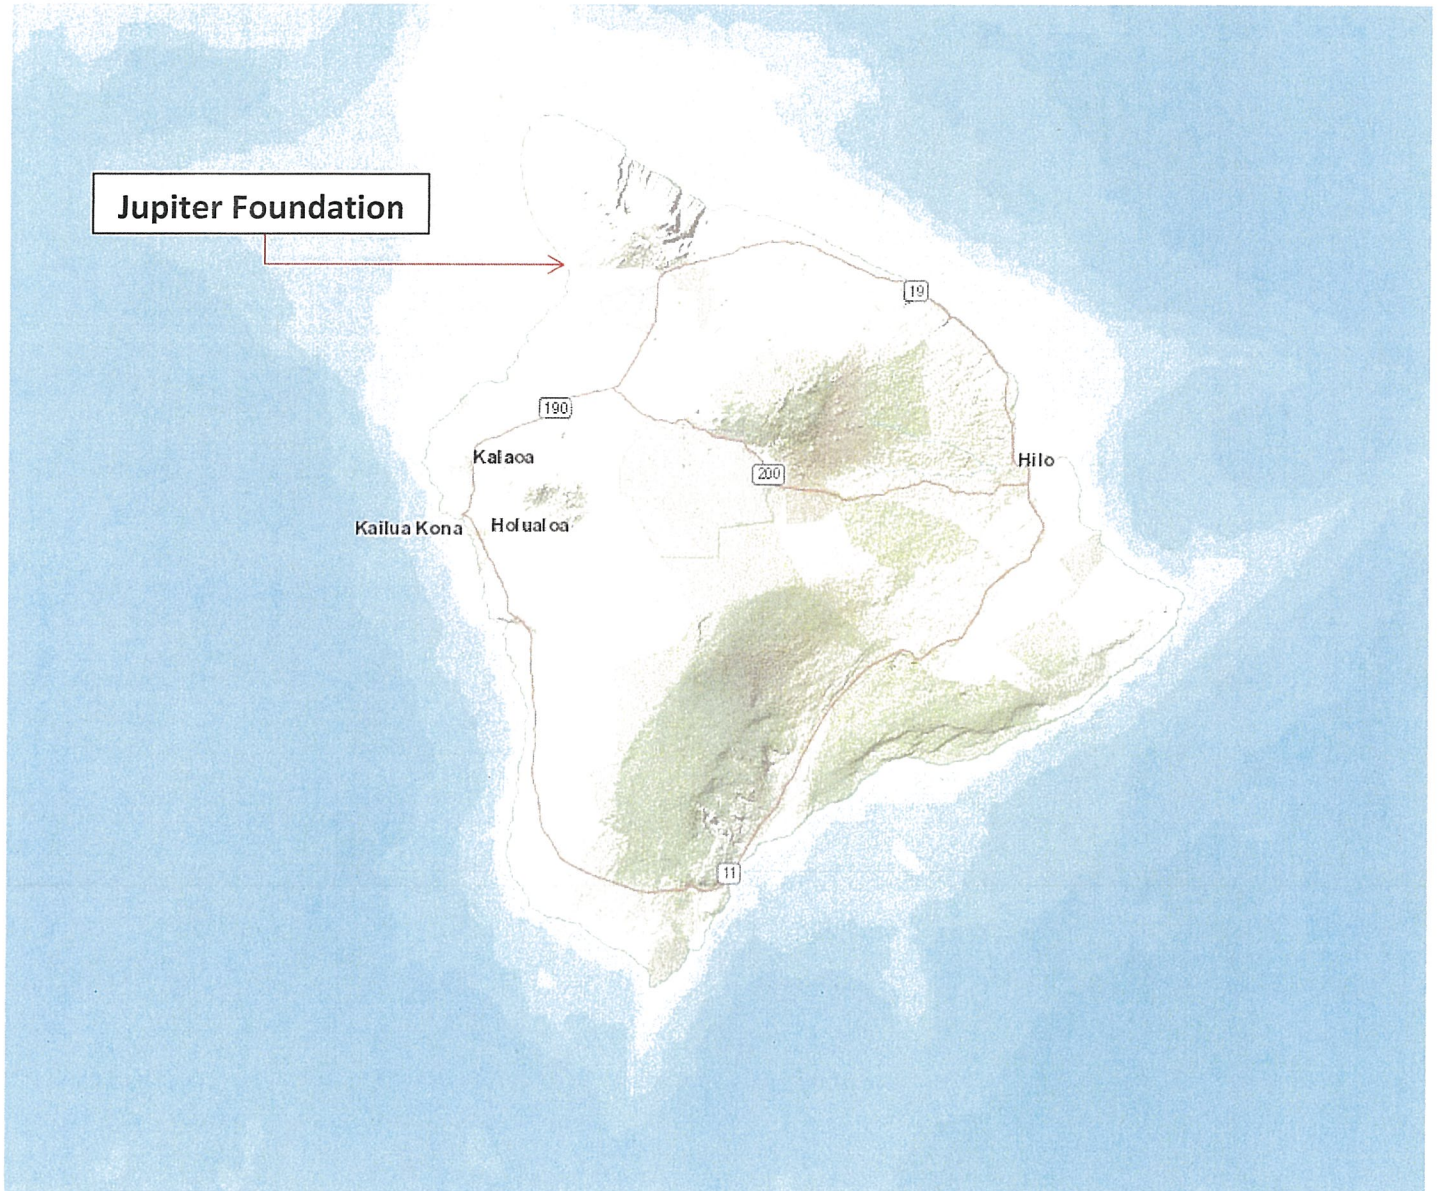 Jupiter Foundation
19
190
Kalaoa
Hilo
200
Kailua Kona
Holualoa
11